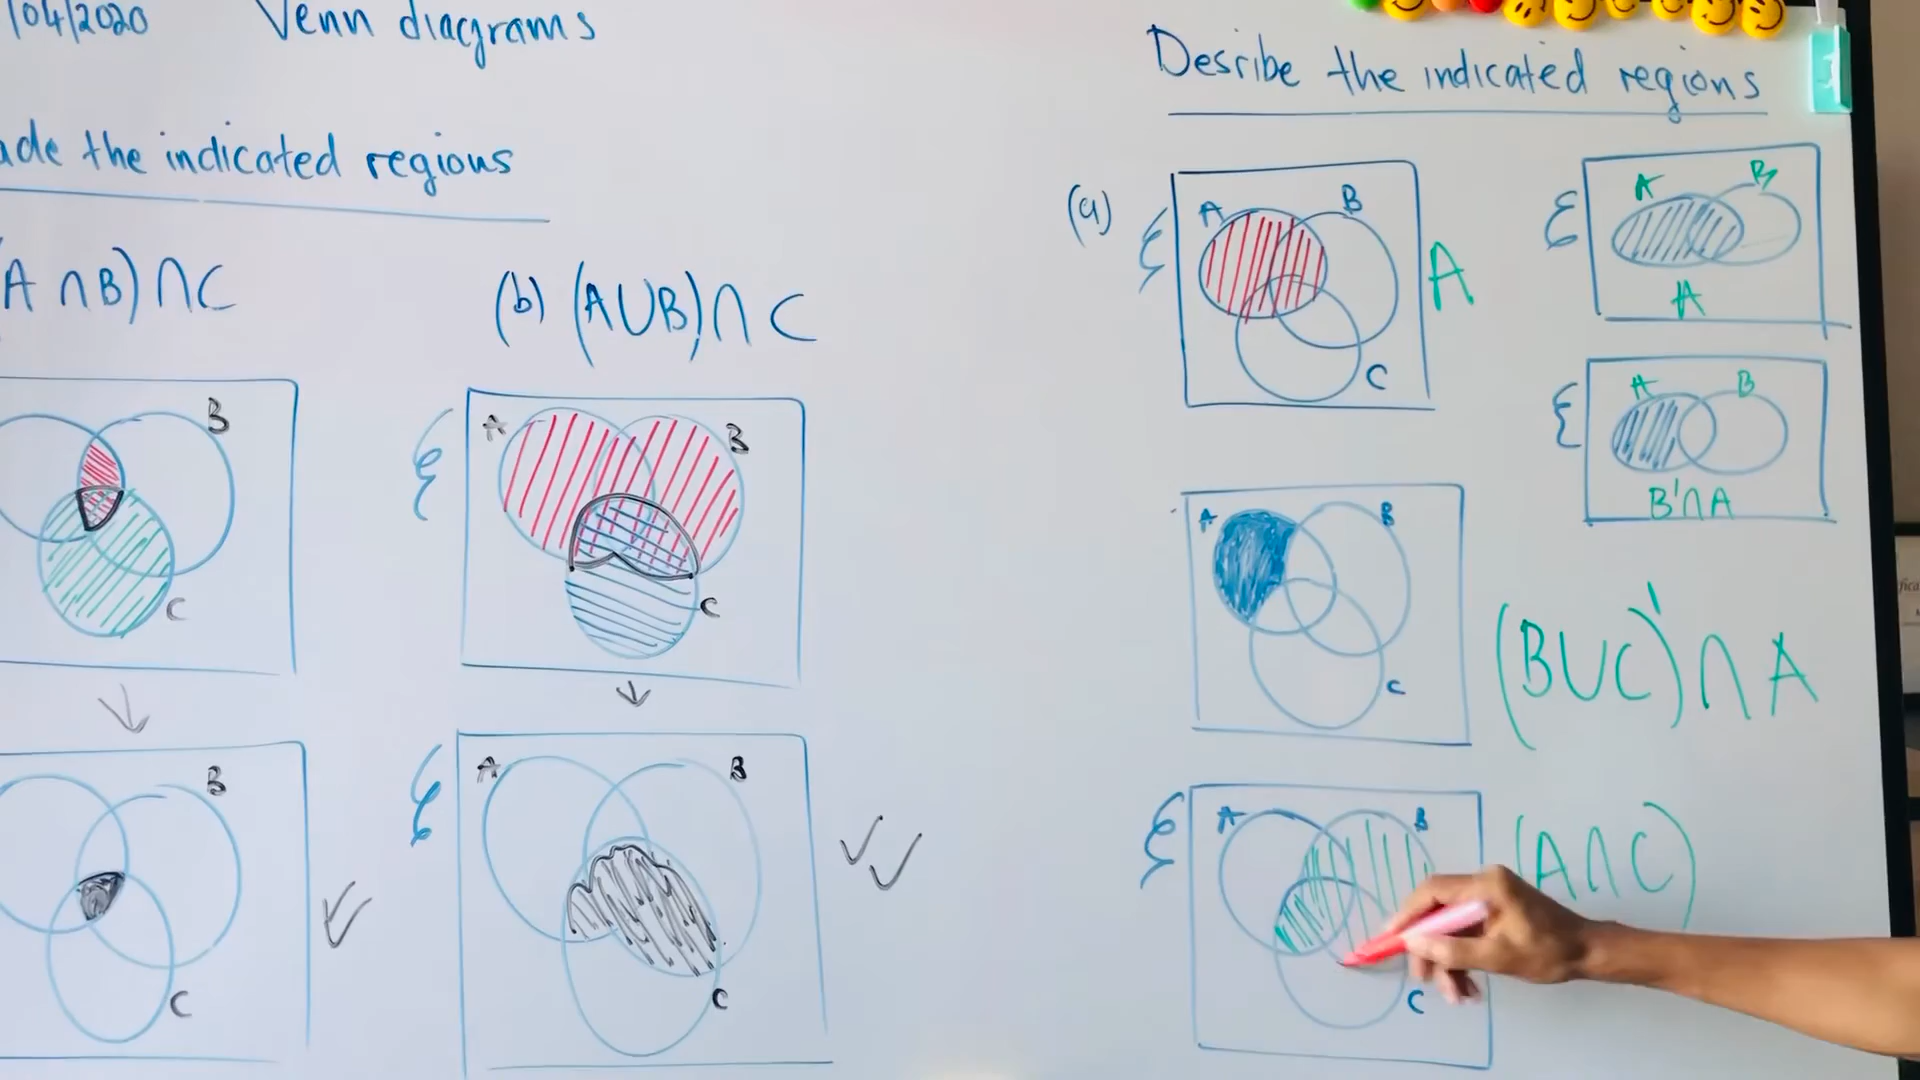 /04/2020 Venn diagrams
ade the indicated regions
A ∩ B) ∩ C
(b) (A ∪ B) ∩ C
B
C
ξ
A
B
C
B
C
ξ
A
B
C
Desribe the indicated regions
(a)
ξ
A
B
C
A
ξ
A
B
A
ξ
A
B
B' ∩ A
A
B
C
(B ∪ C)' ∩ A
ξ
A
B
C
(A ∩ C)